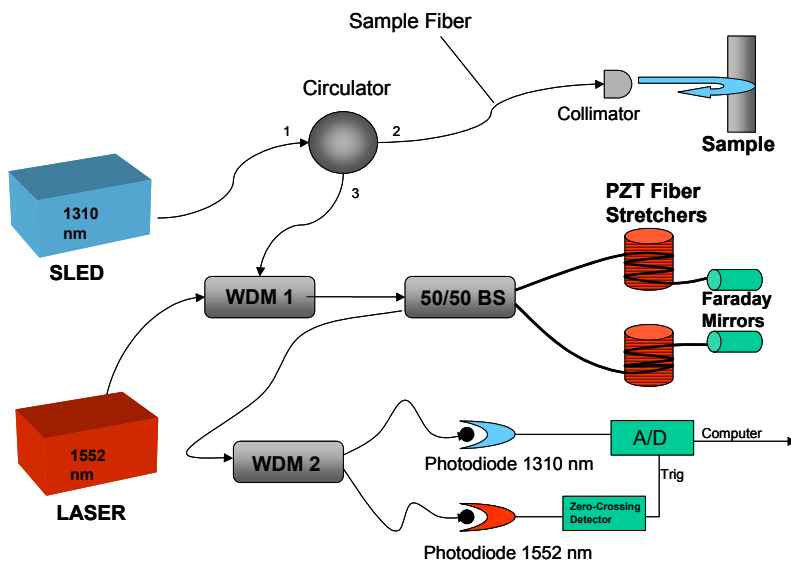 Sample Fiber
Circulator
1
2
3
Collimator
Sample
1310
nm
SLED
PZT Fiber
Stretchers
WDM 1
50/50 BS
Faraday
Mirrors
1552
nm
LASER
WDM 2
Photodiode 1310 nm
A/D
Computer
Trig
Zero-Crossing
Detector
Photodiode 1552 nm